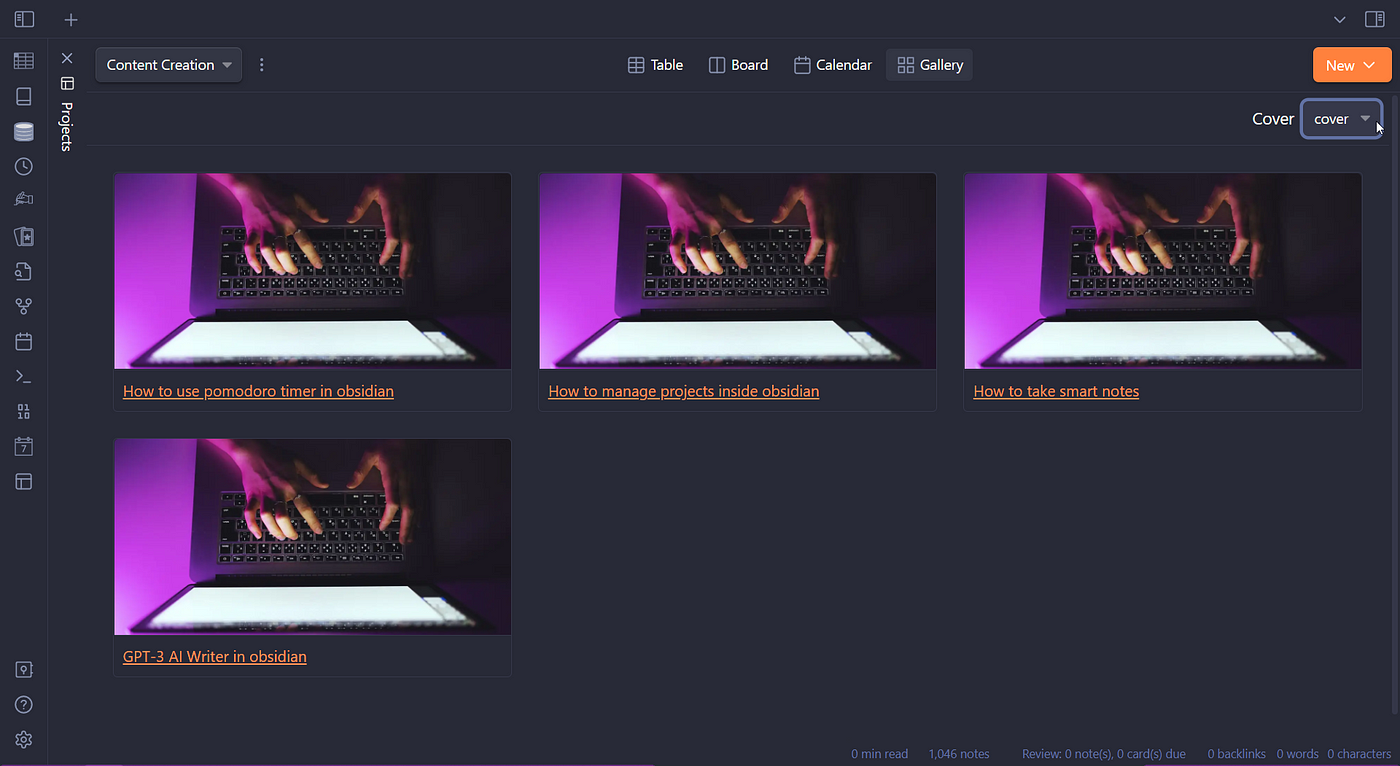 Content Creation
Table
Board
Calendar
Gallery
New
Projects
Cover
cover
How to use pomodoro timer in obsidian
How to manage projects inside obsidian
How to take smart notes
GPT-3 AI Writer in obsidian
7
0 min read
1,046 notes
Review: 0 note(s), 0 card(s) due
0 backlinks
0 words
0 characters